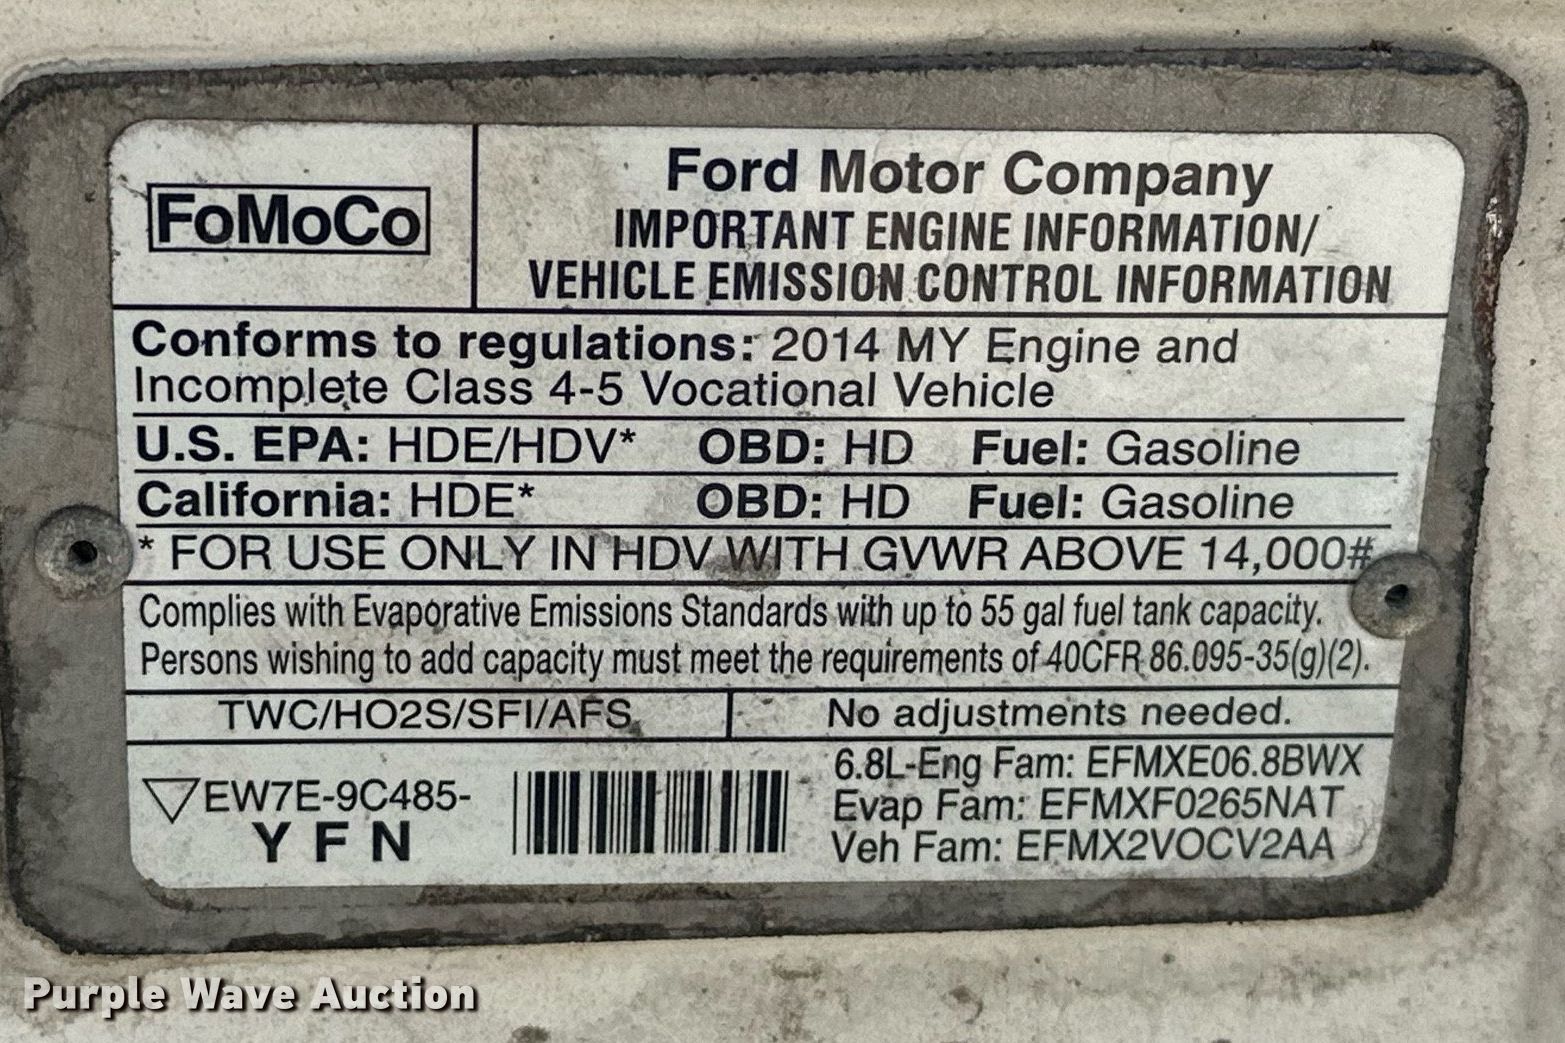 FoMoCo
Ford Motor Company
IMPORTANT ENGINE INFORMATION/
VEHICLE EMISSION CONTROL INFORMATION
Conforms to regulations: 2014 MY Engine and
Incomplete Class 4-5 Vocational Vehicle
U.S. EPA: HDE/HDV* OBD: HD Fuel: Gasoline
California: HDE* OBD: HD Fuel: Gasoline
* FOR USE ONLY IN HDV WITH GVWR ABOVE 14,000#
Complies with Evaporative Emissions Standards with up to 55 gal fuel tank capacity.
Persons wishing to add capacity must meet the requirements of 40CFR 86.095-35(g)(2).
TWC/HO2S/SFI/AFS No adjustments needed.
EW7E-9C485-
YFN
6.8L-Eng Fam: EFMXE06.8BWX
Evap Fam: EFMXF0265NAT
Veh Fam: EFMX2VOCV2AA
Purple Wave Auction